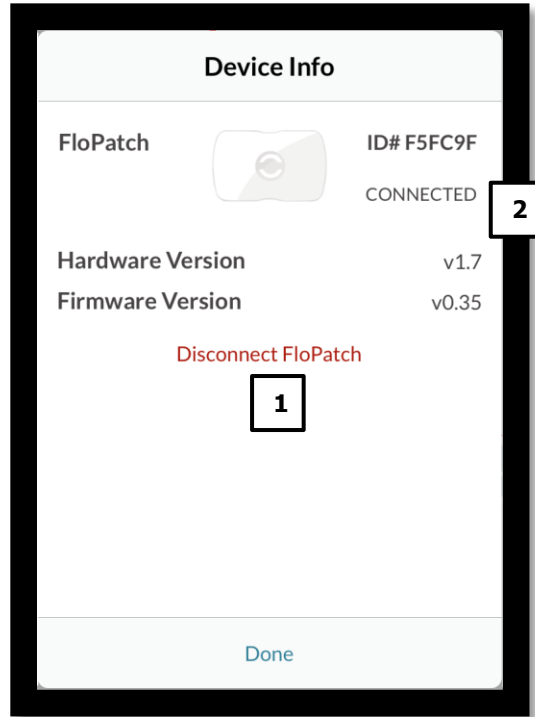 Device Info
FloPatch
ID# F5FC9F
CONNECTED
2
Hardware Version v1.7
Firmware Version v0.35
Disconnect FloPatch
1
Done